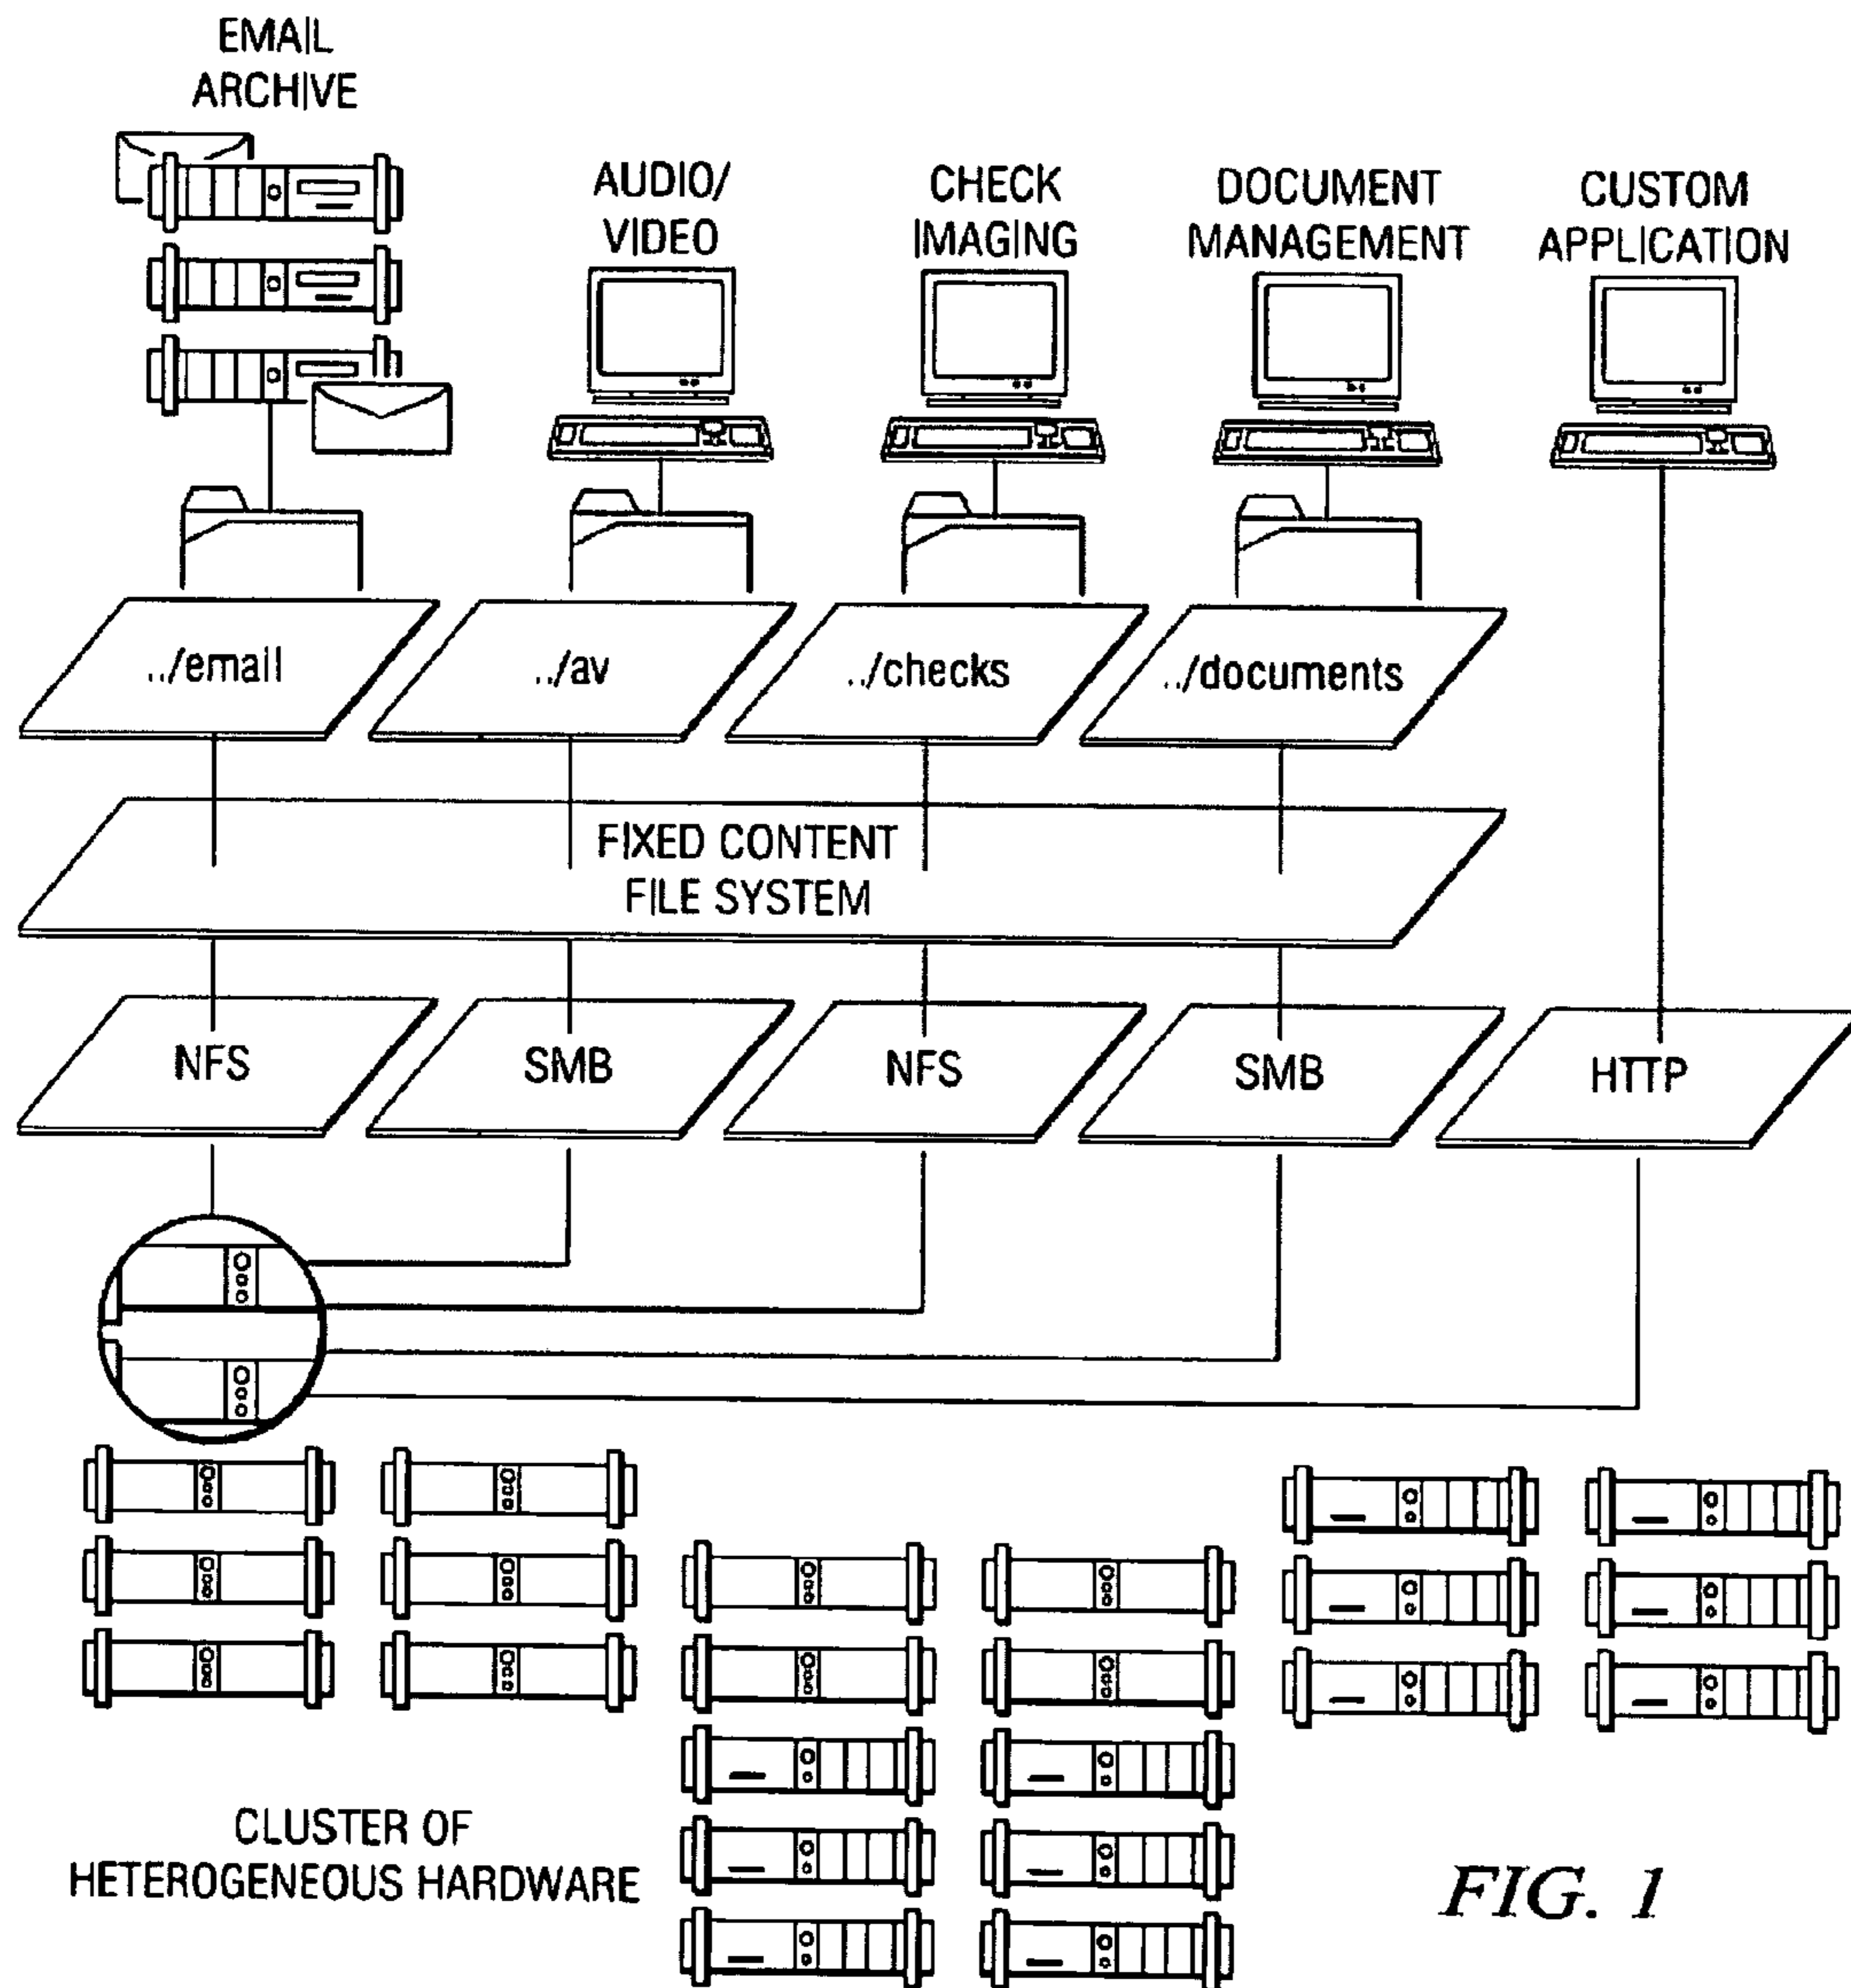 EMAIL
ARCHIVE
AUDIO/
VIDEO
CHECK
IMAGING
DOCUMENT
MANAGEMENT
CUSTOM
APPLICATION
../email
../av
../checks
../documents
FIXED CONTENT
FILE SYSTEM
NFS
SMB
NFS
SMB
HTTP
CLUSTER OF
HETEROGENEOUS HARDWARE
FIG. 1